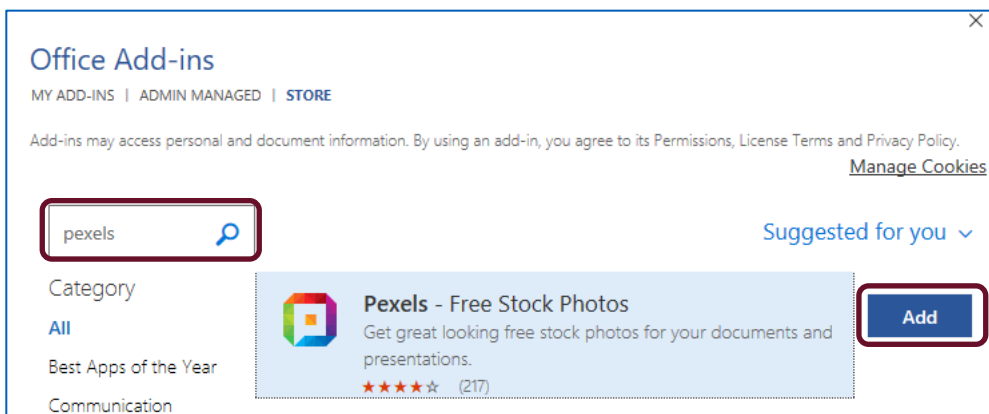 Office Add-ins
MY ADD-INS | ADMIN MANAGED | STORE
Add-ins may access personal and document information. By using an add-in, you agree to its Permissions, License Terms and Privacy Policy.
Manage Cookies
pexels
Suggested for you
Category
All
Best Apps of the Year
Communication
Pexels - Free Stock Photos
Get great looking free stock photos for your documents and
presentations.
(217)
Add